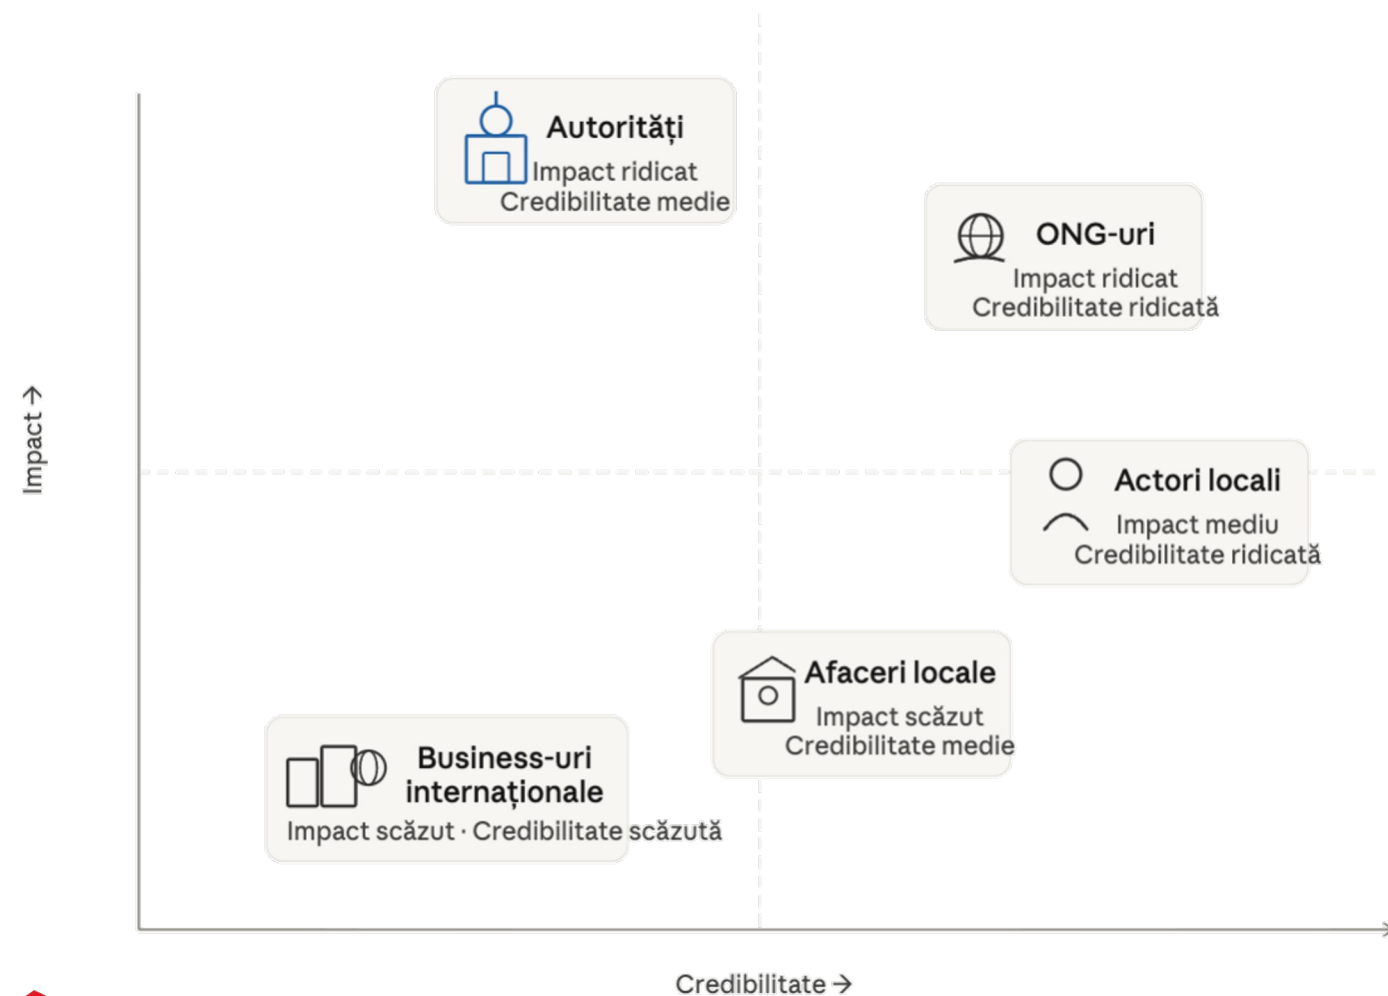 Autorități
Impact ridicat
Credibilitate medie
ONG-uri
Impact ridicat
Credibilitate ridicată
Impact →
Actori locali
Impact mediu
Credibilitate ridicată
Afaceri locale
Impact scăzut
Credibilitate medie
Business-uri
internaționale
Impact scăzut · Credibilitate scăzută
Credibilitate →